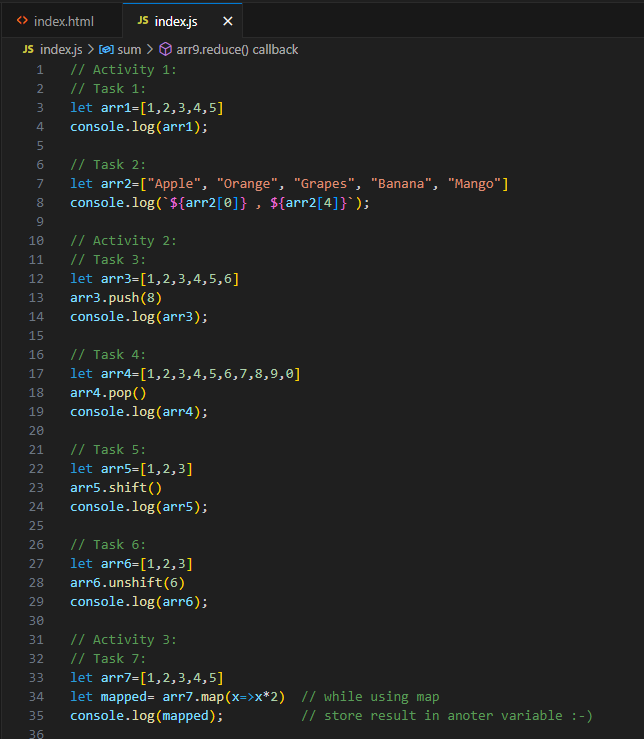 index.html JS index.js
JS index.js > sum > arr9.reduce() callback
1 // Activity 1:
2 // Task 1:
3 let arr1=[1,2,3,4,5]
4 console.log(arr1);
5
6 // Task 2:
7 let arr2=["Apple", "Orange", "Grapes", "Banana", "Mango"]
8 console.log(`${arr2[0]} , ${arr2[4]}`);
9
10 // Activity 2:
11 // Task 3:
12 let arr3=[1,2,3,4,5,6]
13 arr3.push(8)
14 console.log(arr3);
15
16 // Task 4:
17 let arr4=[1,2,3,4,5,6,7,8,9,0]
18 arr4.pop()
19 console.log(arr4);
20
21 // Task 5:
22 let arr5=[1,2,3]
23 arr5.shift()
24 console.log(arr5);
25
26 // Task 6:
27 let arr6=[1,2,3]
28 arr6.unshift(6)
29 console.log(arr6);
30
31 // Activity 3:
32 // Task 7:
33 let arr7=[1,2,3,4,5]
34 let mapped= arr7.map(x=>x*2) // while using map
35 console.log(mapped); // store result in anoter variable :-)
36